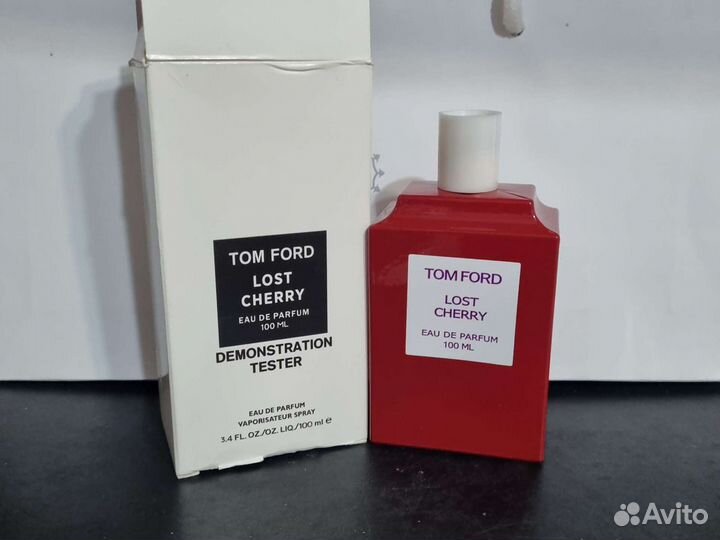 TOM FORD
LOST
CHERRY
EAU DE PARFUM
100 ML
DEMONSTRATION
TESTER
EAU DE PARFUM
VAPORISATEUR SPRAY
3.4 FL. OZ./OZ. LIQ./100 ml e
TOM FORD
LOST
CHERRY
EAU DE PARFUM
100 ML
Avito